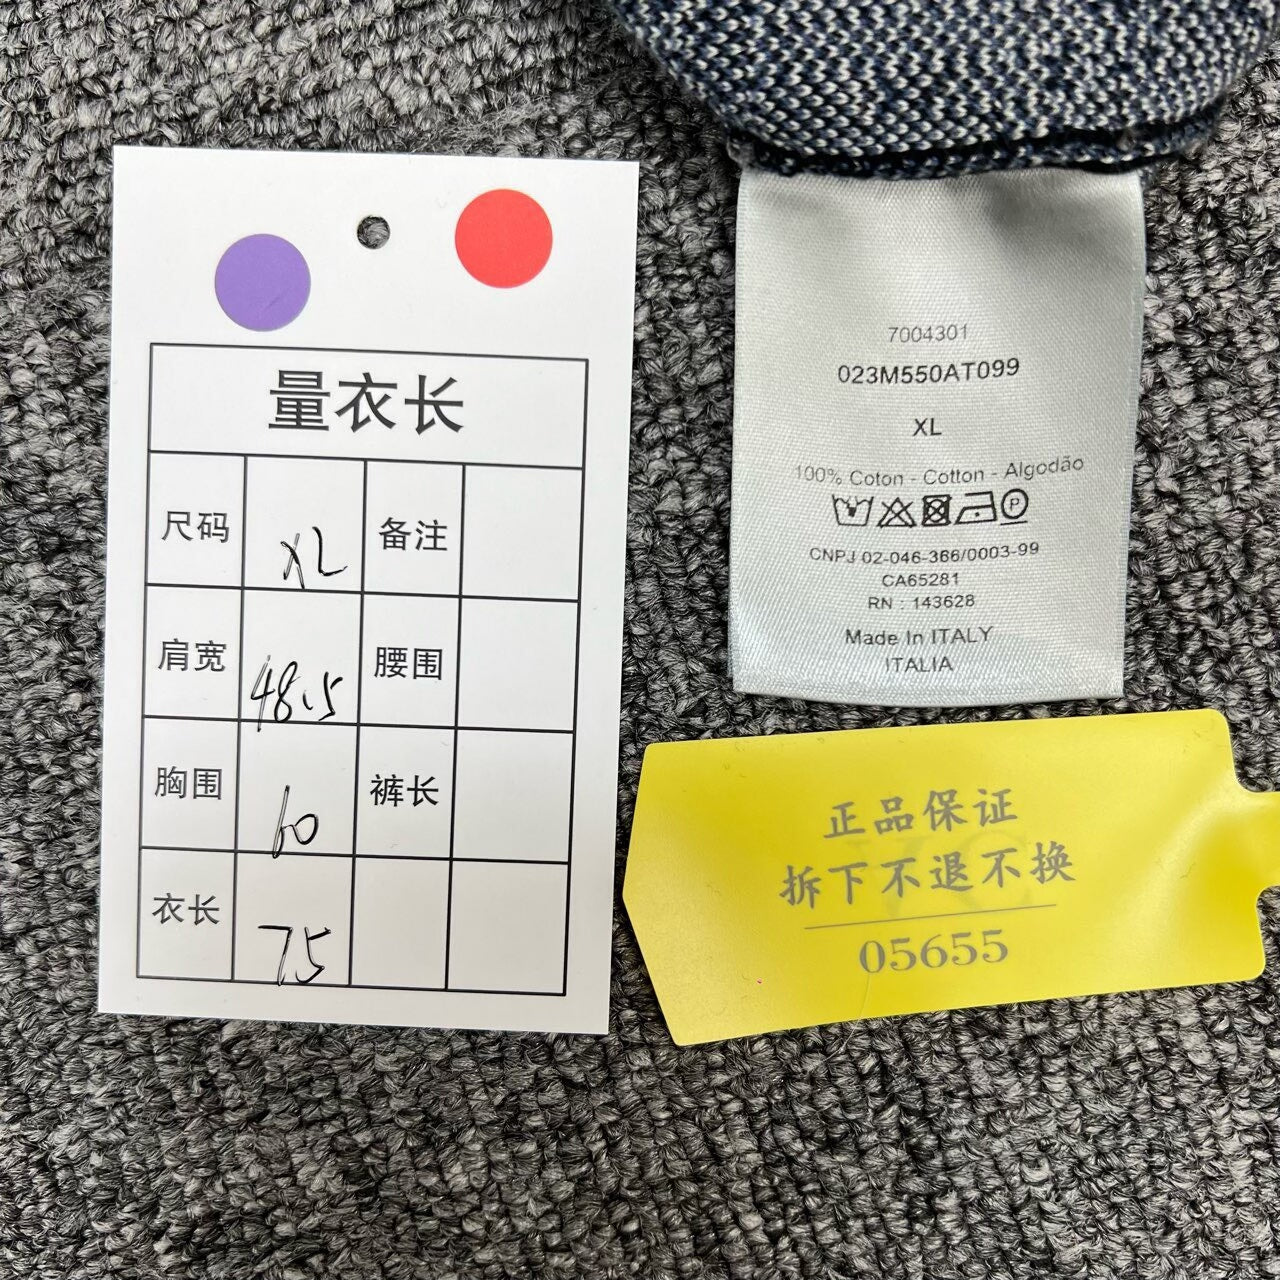 量衣长
尺码 XL 备注
肩宽 48.5 腰围
胸围 60 裤长
衣长 75
7004301
023M550AT099
XL
100% Coton - Cotton - Algodão
P
CNPJ 02-046-366/0003-99
CA65281
RN : 143628
Made In ITALY
ITALIA
正品保证
拆下不退不换
05655